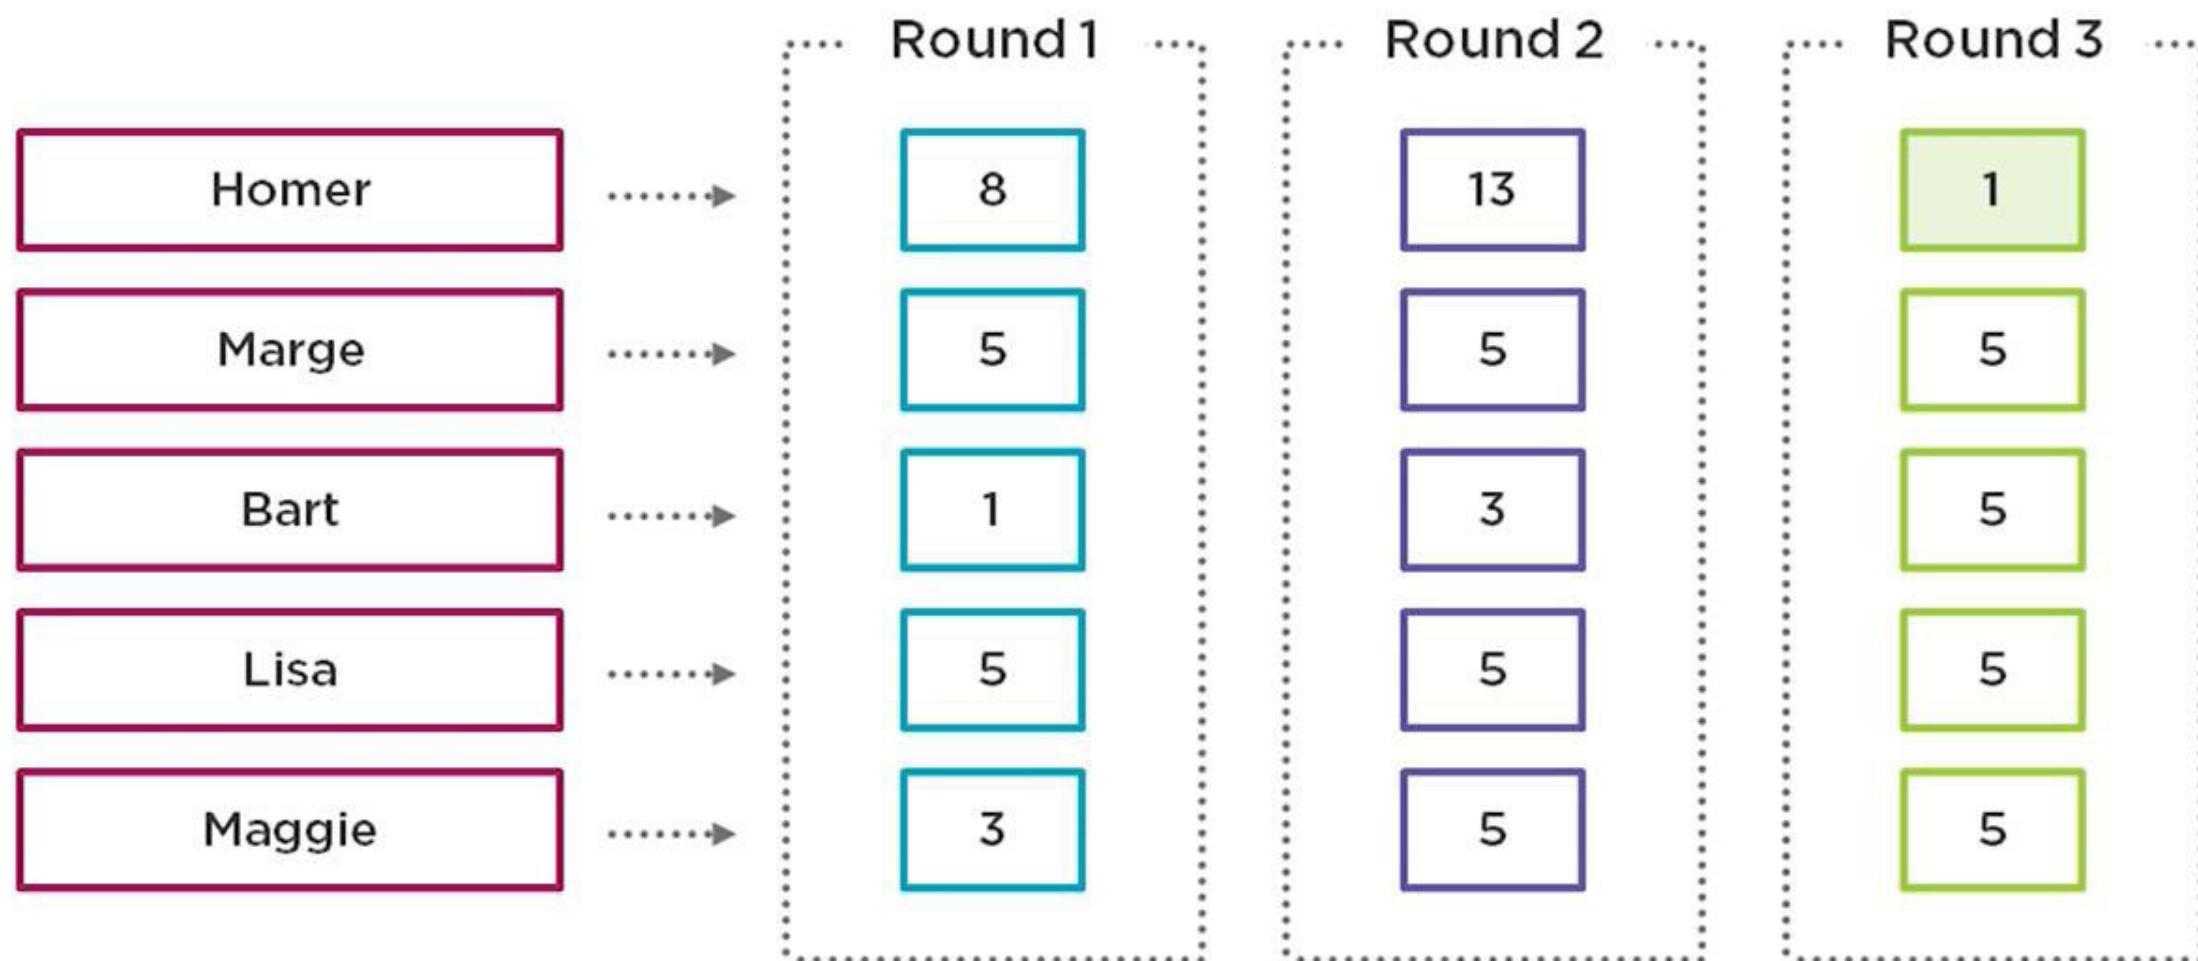 Round 1 Round 2 Round 3
Homer 8 13 1
Marge 5 5 5
Bart 1 3 5
Lisa 5 5 5
Maggie 3 5 5